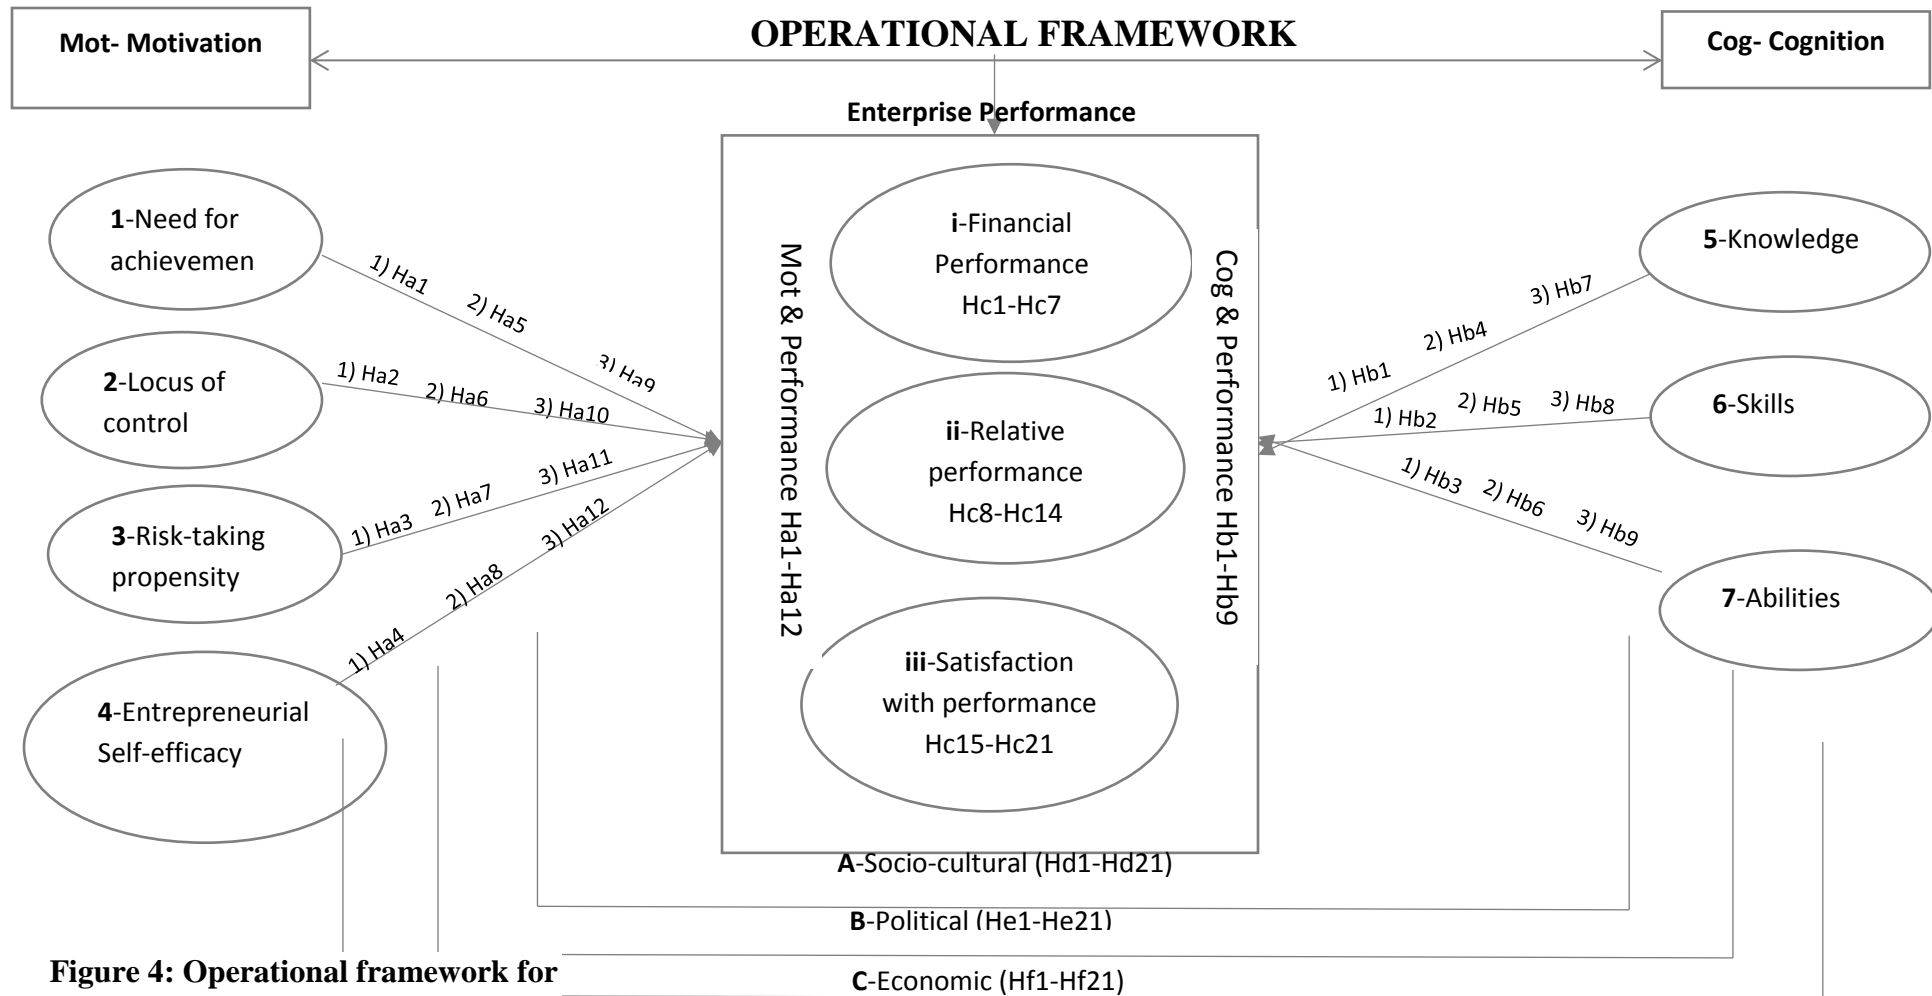 OPERATIONAL FRAMEWORK
Mot- Motivation
Cog- Cognition
Enterprise Performance
1-Need for
achievemen
2-Locus of
control
3-Risk-taking
propensity
4-Entrepreneurial
Self-efficacy
1) Ha1 2) Ha5 3) Ha9
1) Ha2 2) Ha6 3) Ha10
1) Ha3 2) Ha7 3) Ha11
1) Ha4 2) Ha8 3) Ha12
Mot & Performance Ha1-Ha12
i-Financial
Performance
Hc1-Hc7
ii-Relative
performance
Hc8-Hc14
iii-Satisfaction
with performance
Hc15-Hc21
Cog & Performance Hb1-Hb9
1) Hb1 2) Hb4 3) Hb7
1) Hb2 2) Hb5 3) Hb8
1) Hb3 2) Hb6 3) Hb9
5-Knowledge
6-Skills
7-Abilities
A-Socio-cultural (Hd1-Hd21)
B-Political (He1-He21)
C-Economic (Hf1-Hf21)
Figure 4: Operational framework for